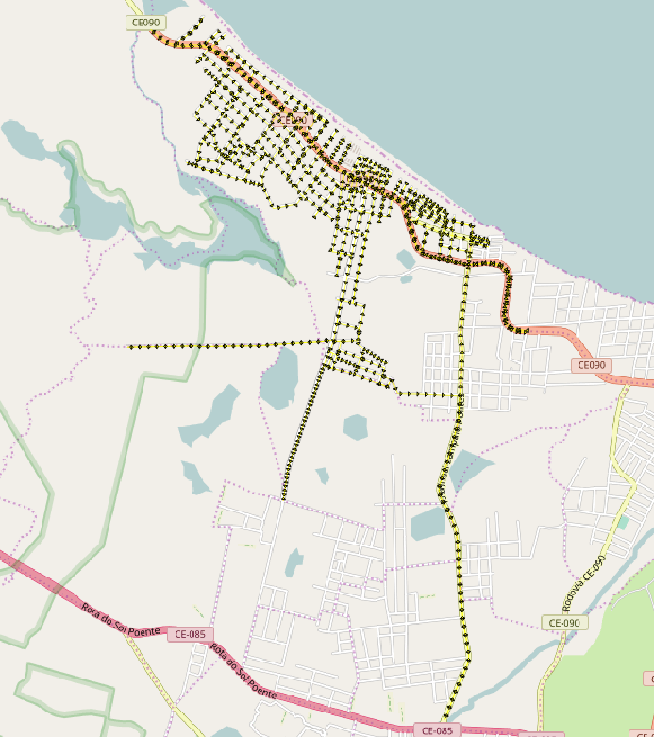 CE090
CE090
CE090
CE-090
Rodovia CE-090
Rota do Sol Poente
CE-085
Rota do Sol Poente
CE-085